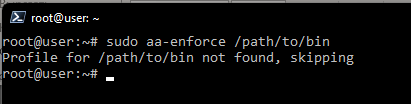 root@user: ~
root@user:~# sudo aa-enforce /path/to/bin
Profile for /path/to/bin not found, skipping
root@user:~#